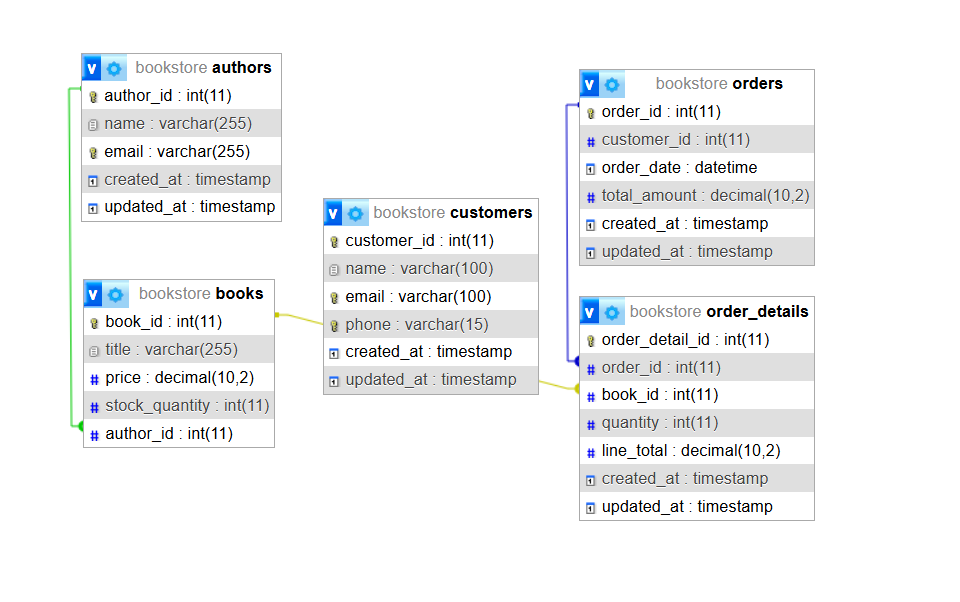 bookstore authors
author_id : int(11)
name : varchar(255)
email : varchar(255)
created_at : timestamp
updated_at : timestamp
bookstore books
book_id : int(11)
title : varchar(255)
price : decimal(10,2)
stock_quantity : int(11)
author_id : int(11)
bookstore customers
customer_id : int(11)
name : varchar(100)
email : varchar(100)
phone : varchar(15)
created_at : timestamp
updated_at : timestamp
bookstore orders
order_id : int(11)
customer_id : int(11)
order_date : datetime
total_amount : decimal(10,2)
created_at : timestamp
updated_at : timestamp
bookstore order_details
order_detail_id : int(11)
order_id : int(11)
book_id : int(11)
quantity : int(11)
line_total : decimal(10,2)
created_at : timestamp
updated_at : timestamp